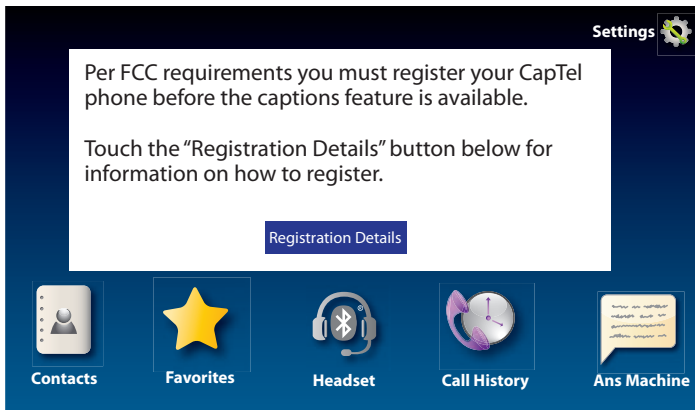 Settings
Per FCC requirements you must register your CapTel
phone before the captions feature is available.
Touch the “Registration Details” button below for
information on how to register.
Registration Details
Contacts
Favorites
Headset
Call History
Ans Machine